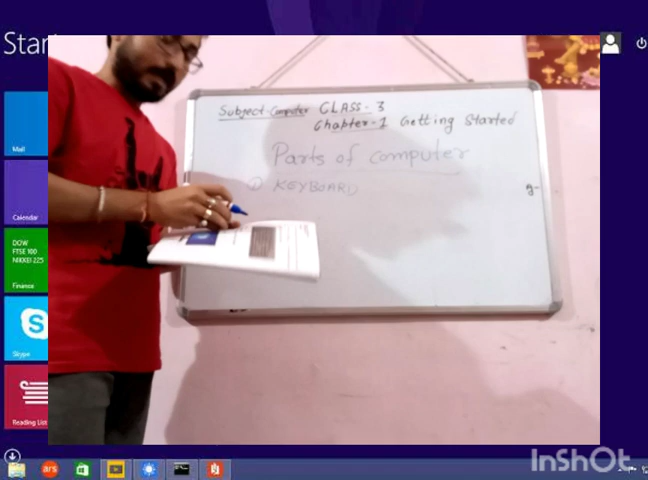 Subject-Computer CLASS-3
Chapter-1 Getting Started
Parts of computer
① KEYBOARD
Mail
Calendar
DOW
FTSE 100
NIKKEI 225
Finance
Skype
Reading List
ars
InShOt